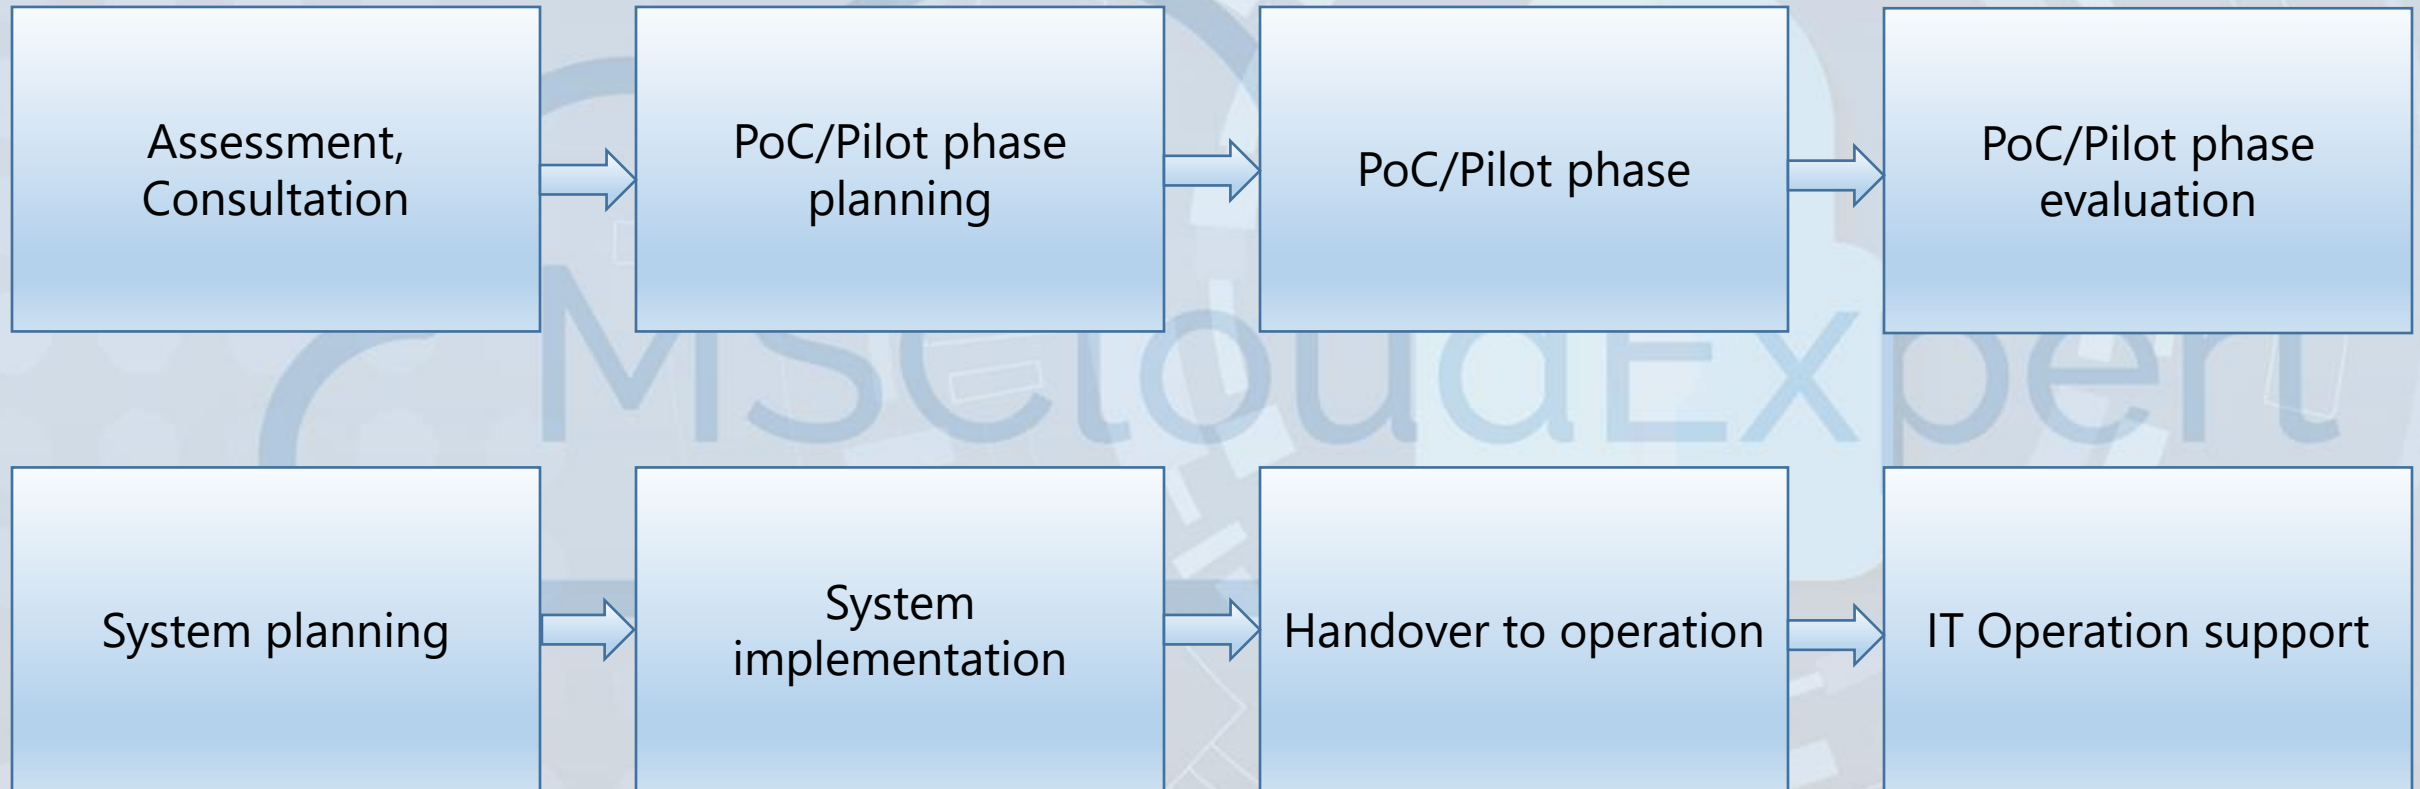 Assessment,
Consultation
PoC/Pilot phase
planning
PoC/Pilot phase
PoC/Pilot phase
evaluation
MSCloudExpert
System planning
System
implementation
Handover to operation
IT Operation support